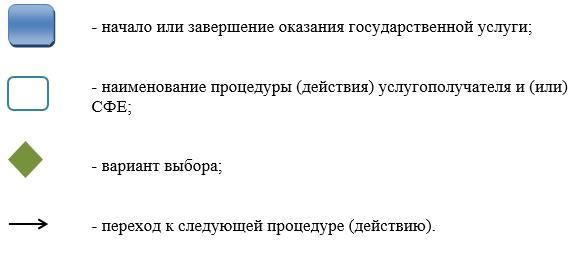 - начало или завершение оказания государственной услуги;
- наименование процедуры (действия) услугополучателя и (или)
СФЕ;
- вариант выбора;
- переход к следующей процедуре (действию).